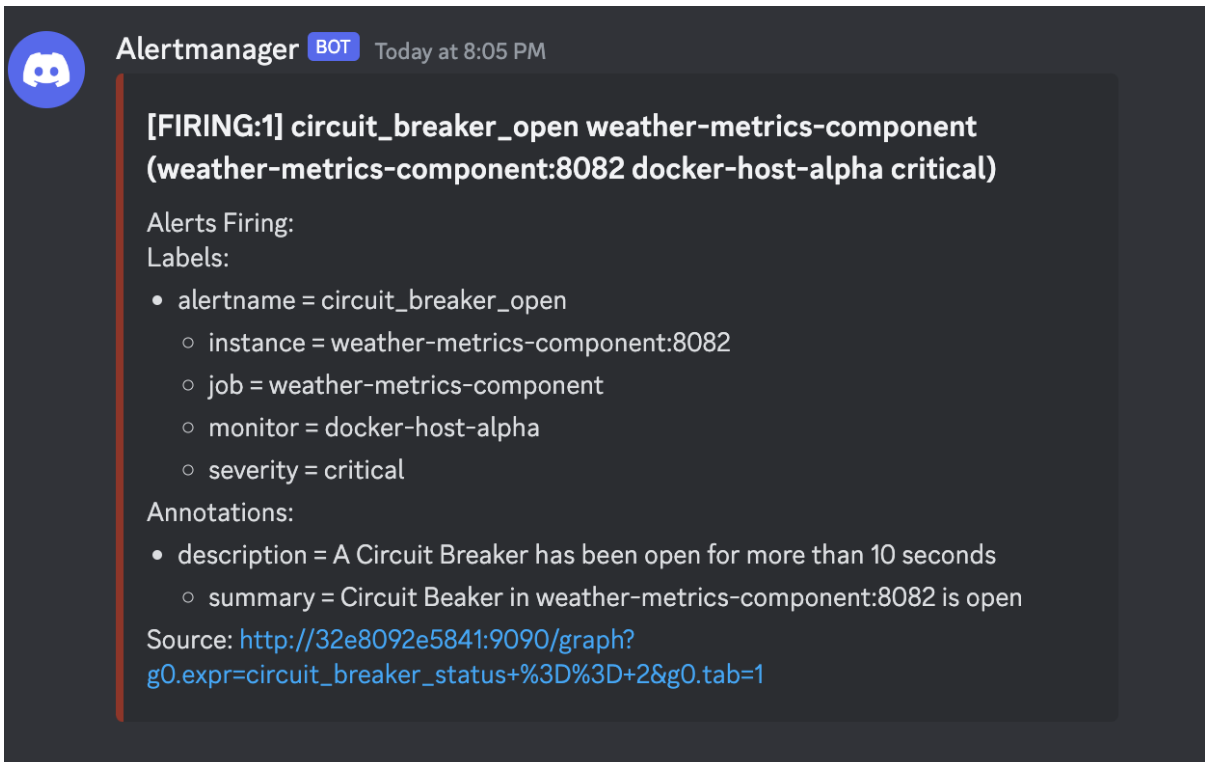 Alertmanager BOT Today at 8:05 PM
[FIRING:1] circuit_breaker_open weather-metrics-component
(weather-metrics-component:8082 docker-host-alpha critical)
Alerts Firing:
Labels:
• alertname = circuit_breaker_open
◦ instance = weather-metrics-component:8082
◦ job = weather-metrics-component
◦ monitor = docker-host-alpha
◦ severity = critical
Annotations:
• description = A Circuit Breaker has been open for more than 10 seconds
◦ summary = Circuit Beaker in weather-metrics-component:8082 is open
Source: http://32e8092e5841:9090/graph?
g0.expr=circuit_breaker_status+%3D%3D+2&g0.tab=1